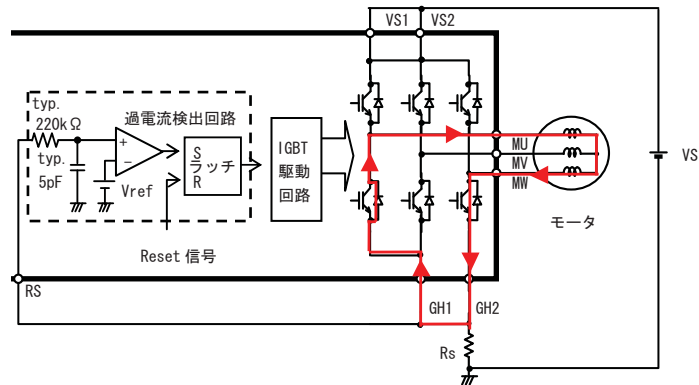 VS1 VS2
typ.
220kΩ
過電流検出回路
typ.
5pF
+
−
Vref
S
ラッチ
R
IGBT
駆動
回路
MU
MV
MW
モータ
VS
Reset 信号
RS
GH1
GH2
Rs